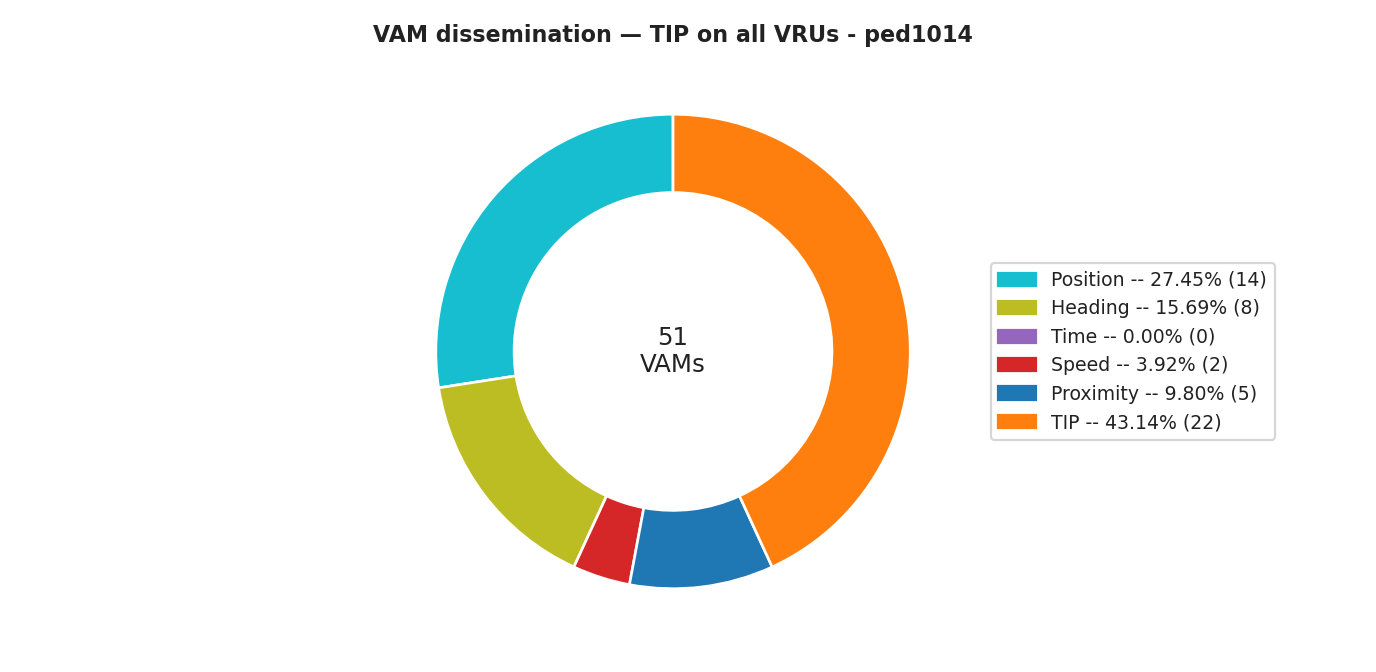 VAM dissemination — TIP on all VRUs - ped1014
51
VAMs
Position -- 27.45% (14)
Heading -- 15.69% (8)
Time -- 0.00% (0)
Speed -- 3.92% (2)
Proximity -- 9.80% (5)
TIP -- 43.14% (22)